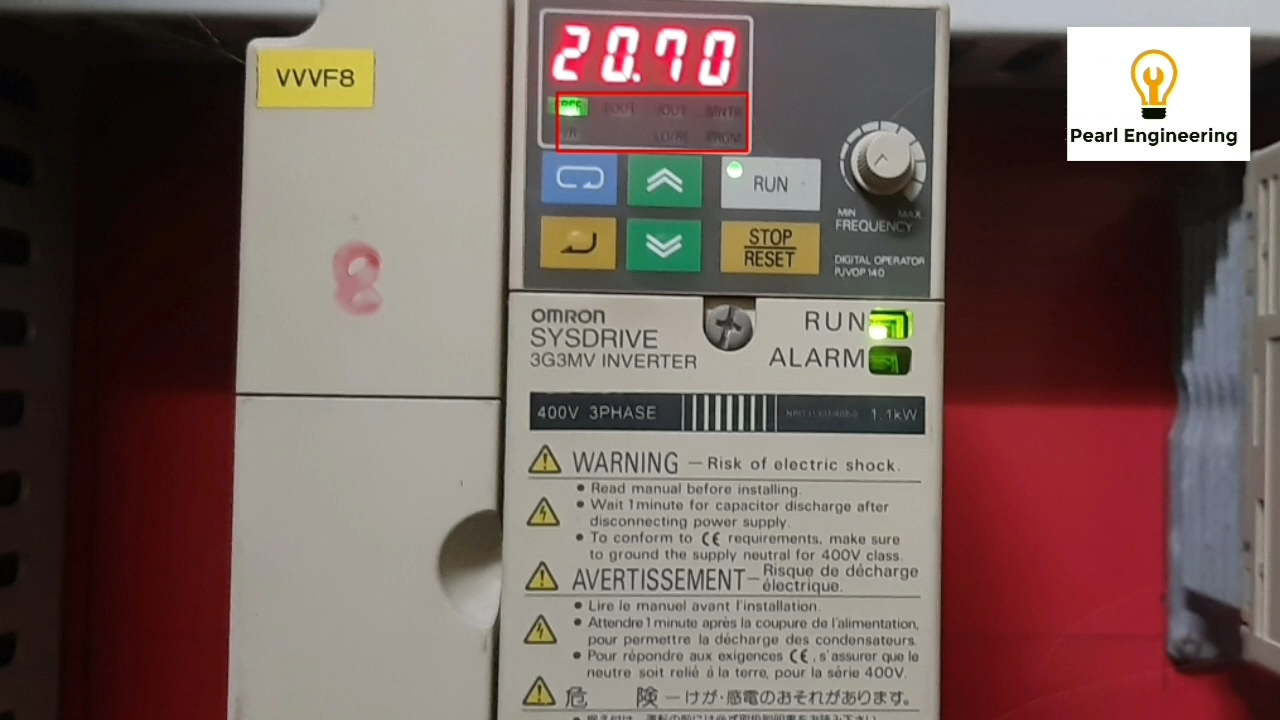 20.70
VVVF8
FREF FOUT IOUT MNTR
F/R LO/RE PRGM
RUN
STOP
RESET
MIN MAX
FREQUENCY
DIGITAL OPERATOR
PJVOP140
Pearl Engineering
8
OMRON
SYSDRIVE
3G3MV INVERTER
RUN
ALARM
400V 3PHASE
1.1kW
WARNING – Risk of electric shock.
• Read manual before installing.
• Wait 1 minute for capacitor discharge after
disconnecting power supply.
• To conform to CE requirements, make sure
to ground the supply neutral for 400V class.
AVERTISSEMENT – Risque de décharge
électrique.
• Lire le manuel avant l'installation.
• Attendre 1 minute après la coupure de l'alimentation,
pour permettre la décharge des condensateurs.
• Pour répondre aux exigences CE, s'assurer que le
neutre soit relié à la terre, pour la série 400V.
危 険 – けが・感電のおそれがあります。